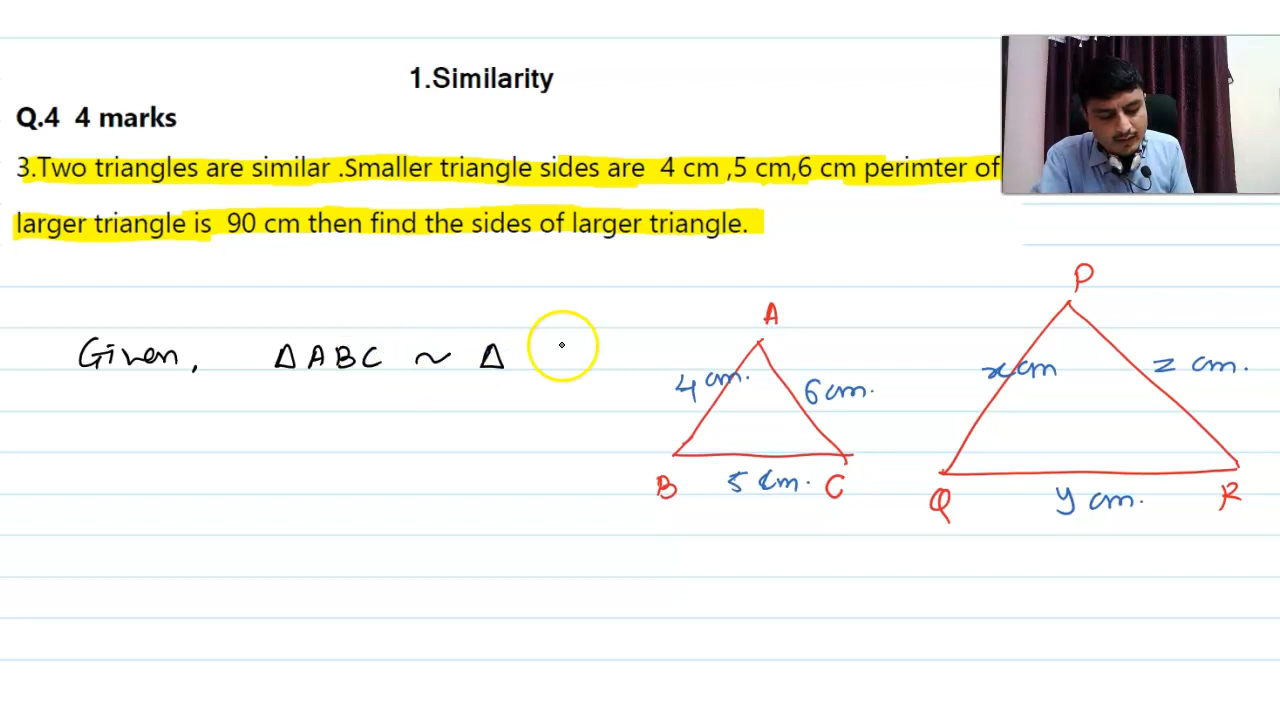 1.Similarity
Q.4 4 marks
3.Two triangles are similar .Smaller triangle sides are 4 cm ,5 cm,6 cm perimter of
larger triangle is 90 cm then find the sides of larger triangle.
Given, Δ ABC ~ Δ
A
4 cm.
6 cm.
B
5 cm.
C
P
x cm
z cm.
Q
y cm.
R